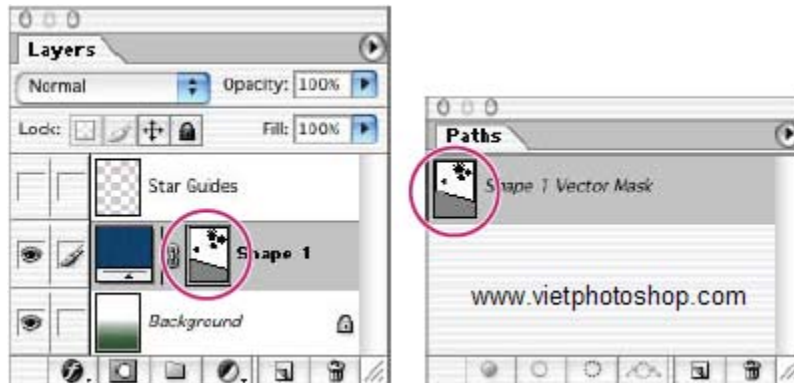 Layers
Normal
Opacity: 100%
Lock:
Fill: 100%
Star Guides
Shape 1
Background
Paths
Shape 1 Vector Mask
www.vietphotoshop.com